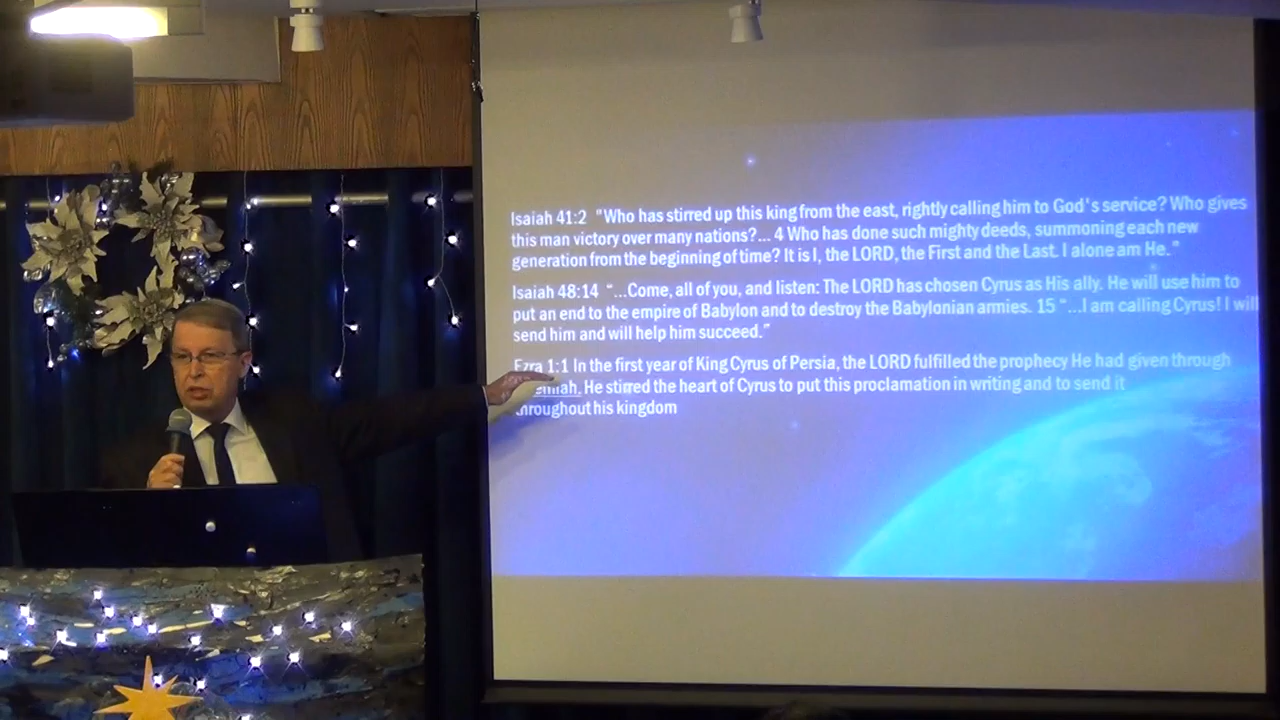 Isaiah 41:2 "Who has stirred up this king from the east, rightly calling him to God's service? Who gives
this man victory over many nations?... 4 Who has done such mighty deeds, summoning each new
generation from the beginning of time? It is I, the LORD, the First and the Last. I alone am He."
Isaiah 48:14 "...Come, all of you, and listen: The LORD has chosen Cyrus as His ally. He will use him to
put an end to the empire of Babylon and to destroy the Babylonian armies. 15 "...I am calling Cyrus! I will
send him and will help him succeed."
Ezra 1:1 In the first year of King Cyrus of Persia, the LORD fulfilled the prophecy He had given through
He stirred the heart of Cyrus to put this proclamation in writing and to send it
throughout his kingdom